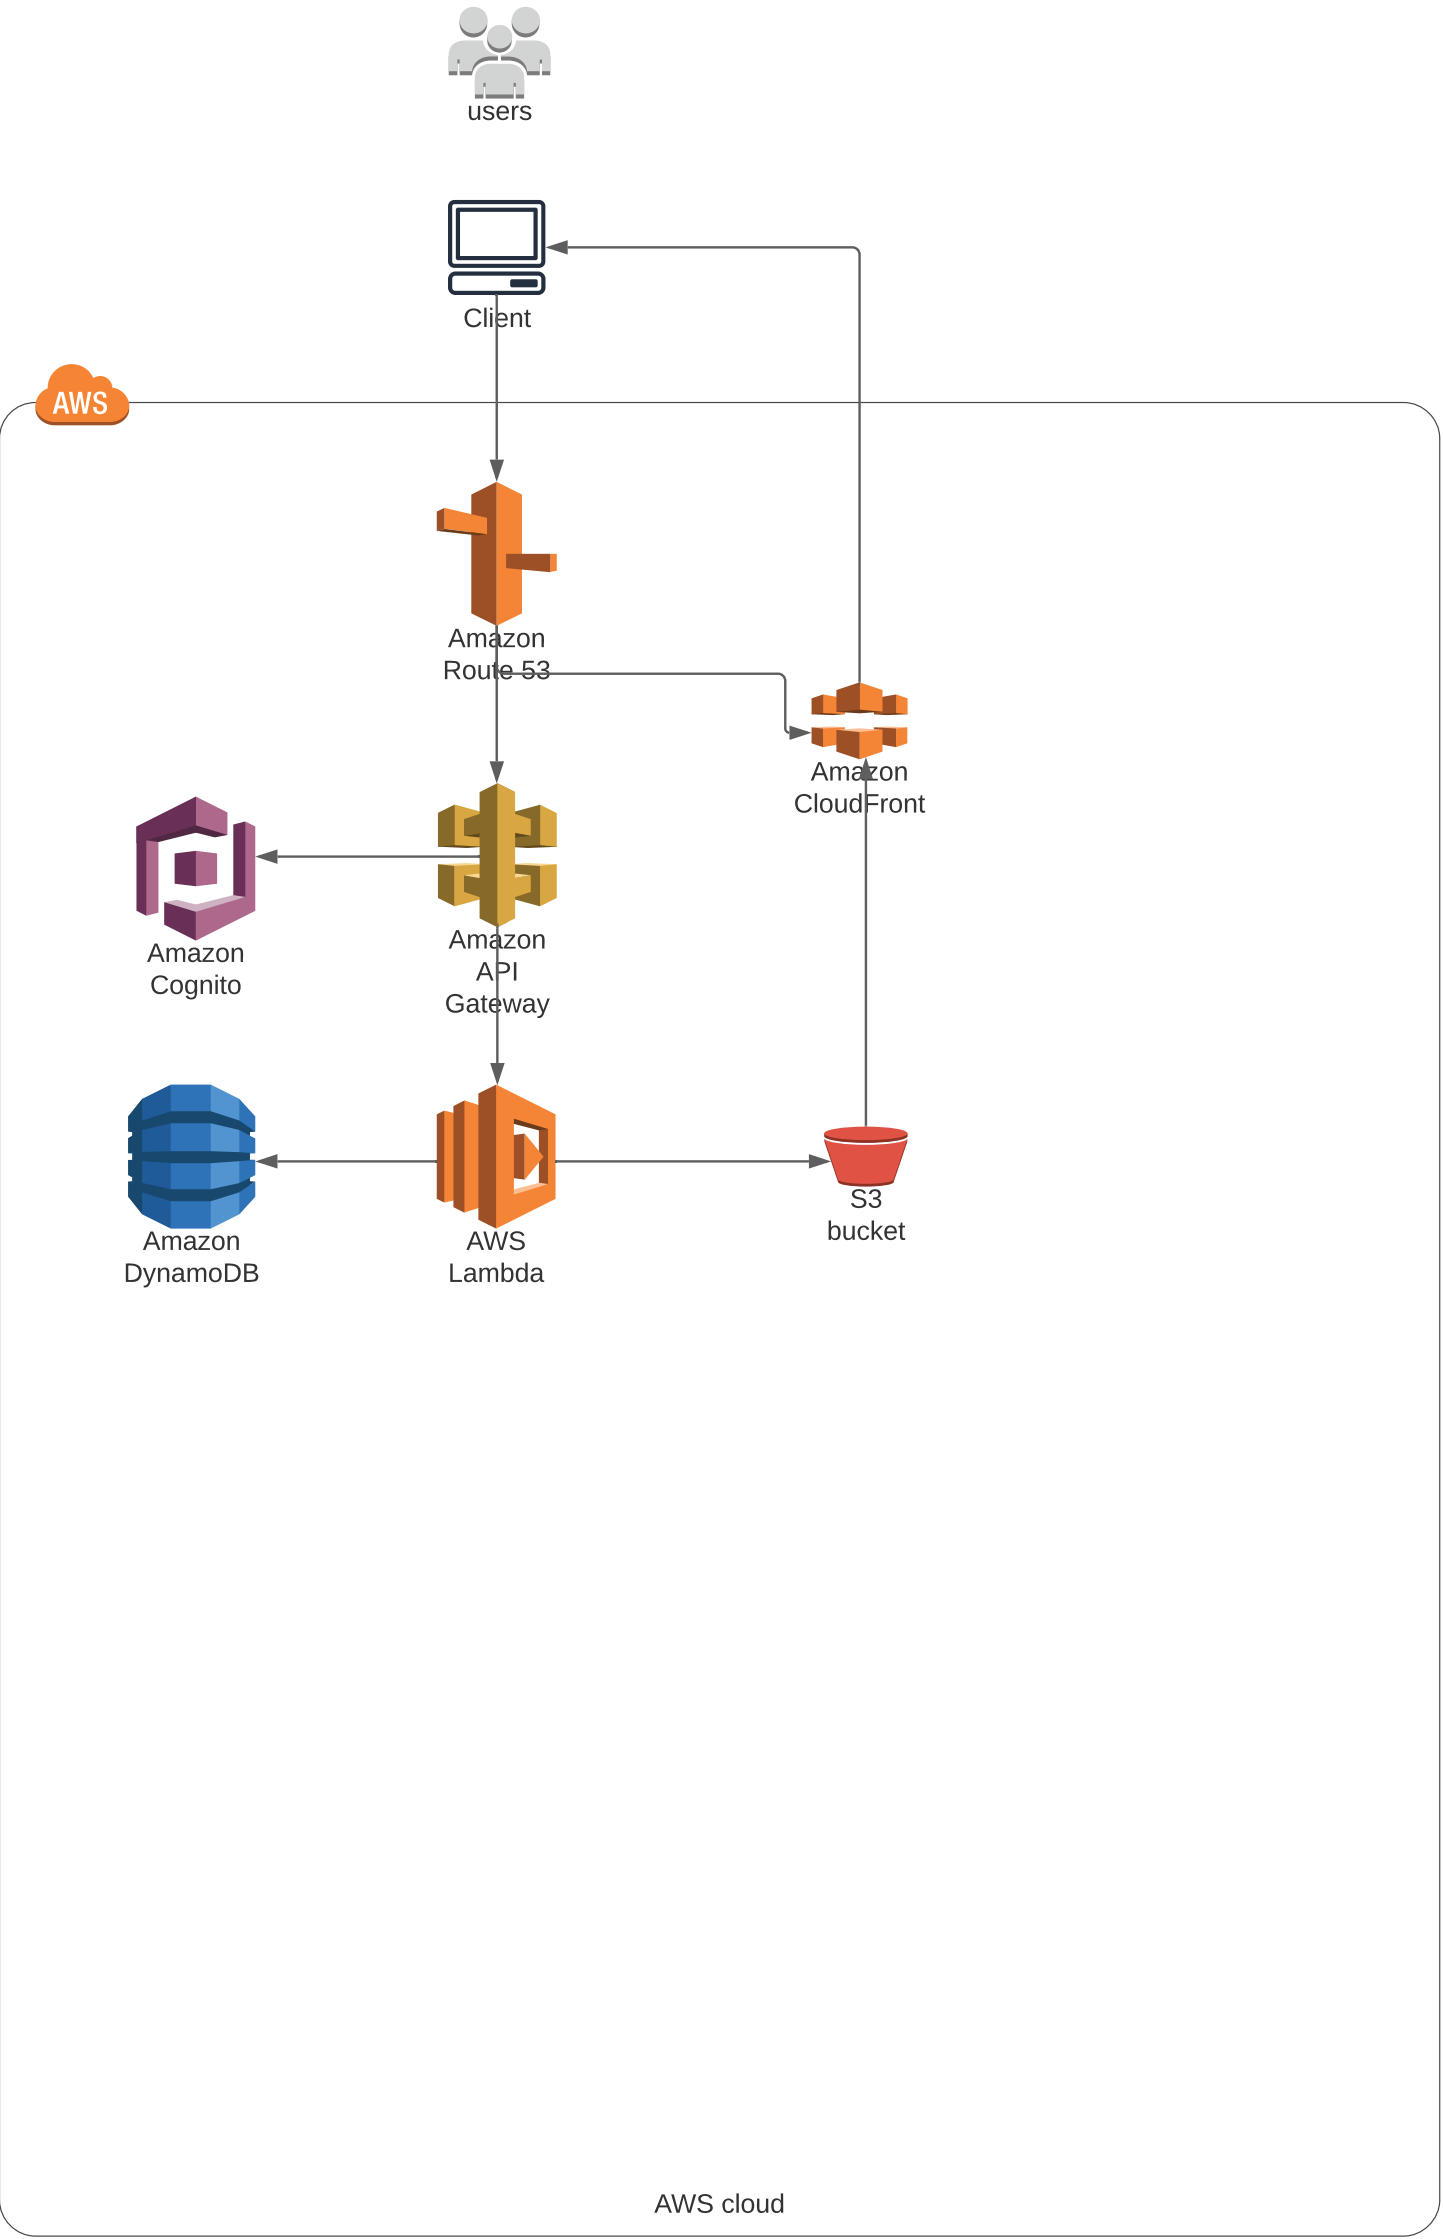 users
Client
AWS
Amazon
Route 53
Amazon
CloudFront
Amazon
Cognito
Amazon
API
Gateway
Amazon
DynamoDB
AWS
Lambda
S3
bucket
AWS cloud